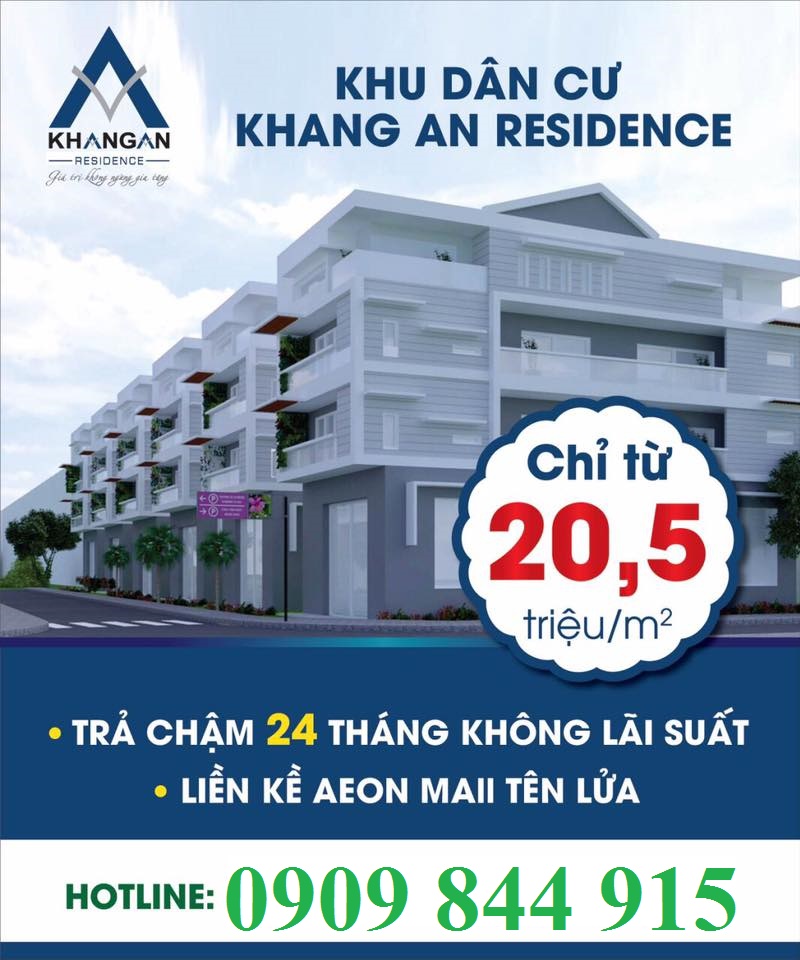 KHANGAN
RESIDENCE
Giá trị không ngừng gia tăng
KHU DÂN CƯ
KHANG AN RESIDENCE
Chỉ từ
20,5
triệu/m²
• TRẢ CHẬM 24 THÁNG KHÔNG LÃI SUẤT
• LIỀN KỀ AEON MAII TÊN LỬA
HOTLINE: 0909 844 915